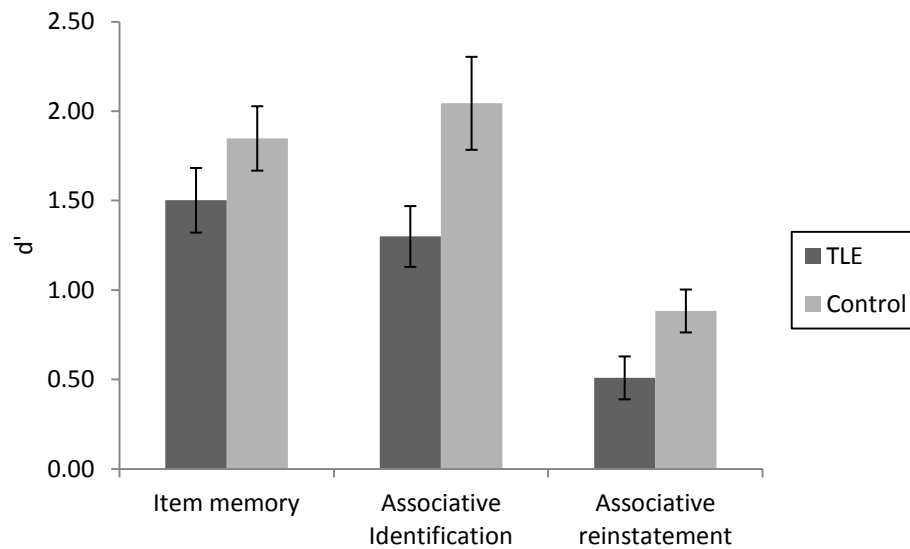 2.50
2.00
1.50
1.00
0.50
0.00
d'
Item memory
Associative
Identification
Associative
reinstatement
TLE
Control